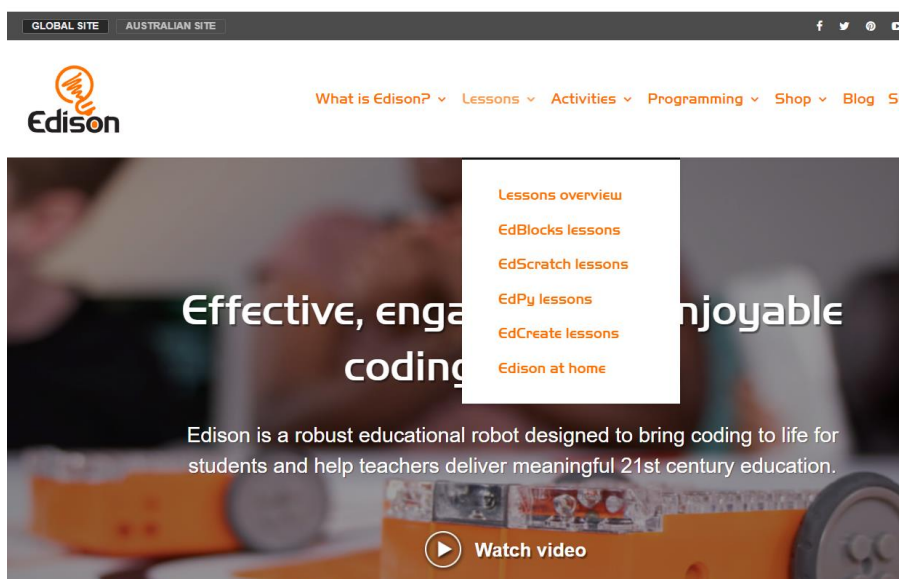 GLOBAL SITE AUSTRALIAN SITE
Edison
What is Edison? Lessons Activities Programming Shop Blog S
Lessons overview
EdBlocks lessons
EdScratch lessons
EdPy lessons
EdCreate lessons
Edison at home
Effective, enga njoyable
coding
Edison is a robust educational robot designed to bring coding to life for
students and help teachers deliver meaningful 21st century education.
Watch video